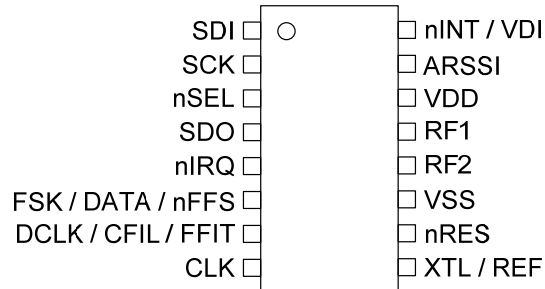 SDI
SCK
nSEL
SDO
nIRQ
FSK / DATA / nFFS
DCLK / CFIL / FFIT
CLK
nINT / VDI
ARSSI
VDD
RF1
RF2
VSS
nRES
XTL / REF